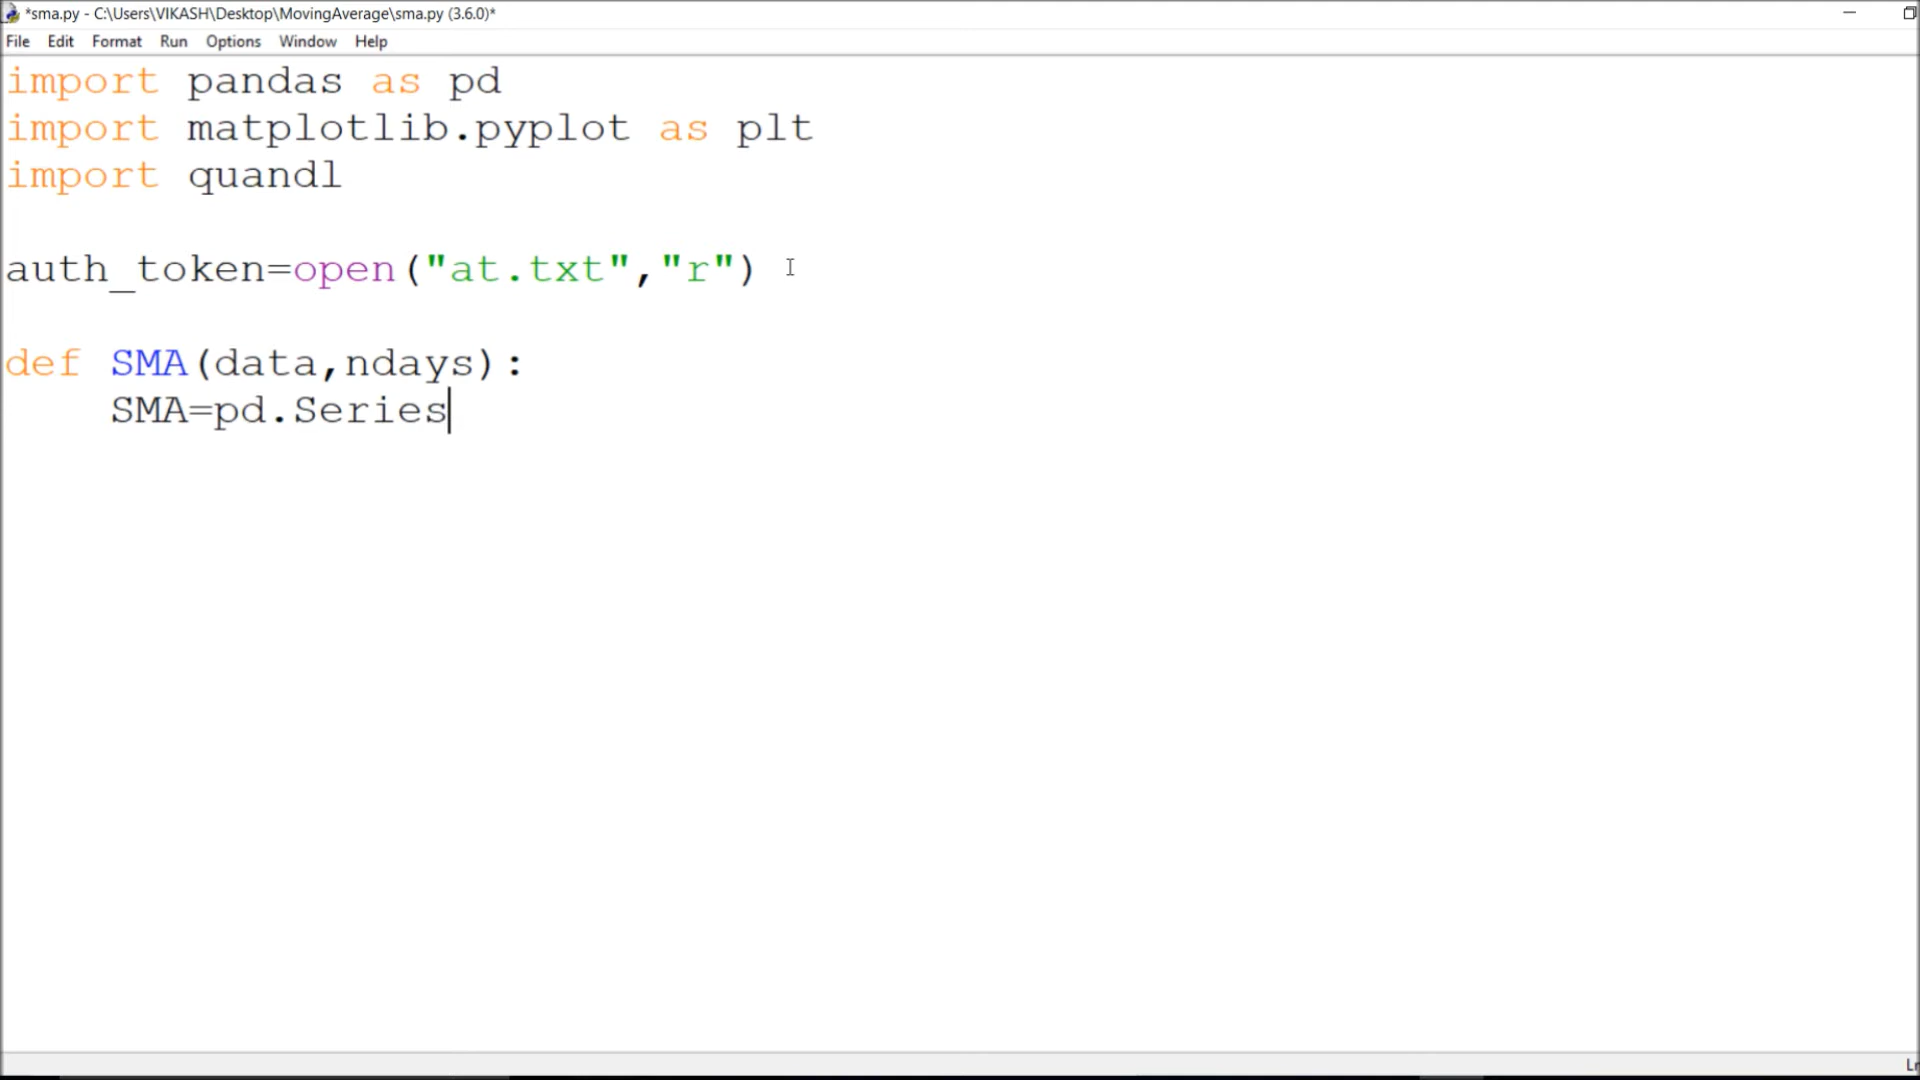 *sma.py - C:\Users\VIKASH\Desktop\MovingAverage\sma.py (3.6.0)*
File Edit Format Run Options Window Help
import pandas as pd
import matplotlib.pyplot as plt
import quandl
auth_token=open("at.txt","r")
def SMA(data,ndays):
    SMA=pd.Series